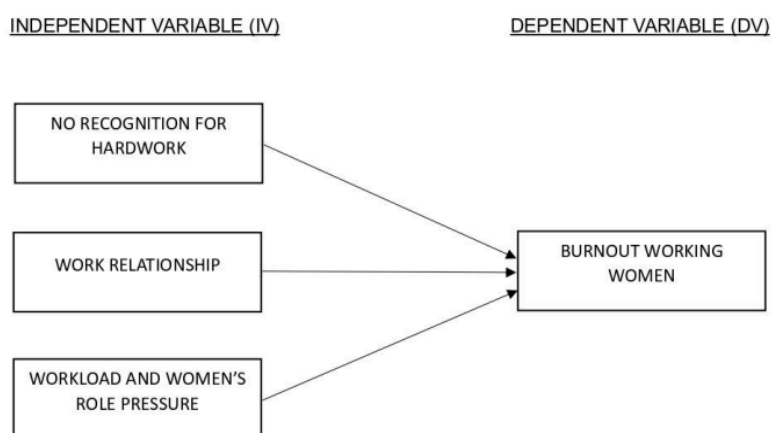 INDEPENDENT VARIABLE (IV)
DEPENDENT VARIABLE (DV)
NO RECOGNITION FOR
HARDWORK
WORK RELATIONSHIP
BURNOUT WORKING
WOMEN
WORKLOAD AND WOMEN'S
ROLE PRESSURE